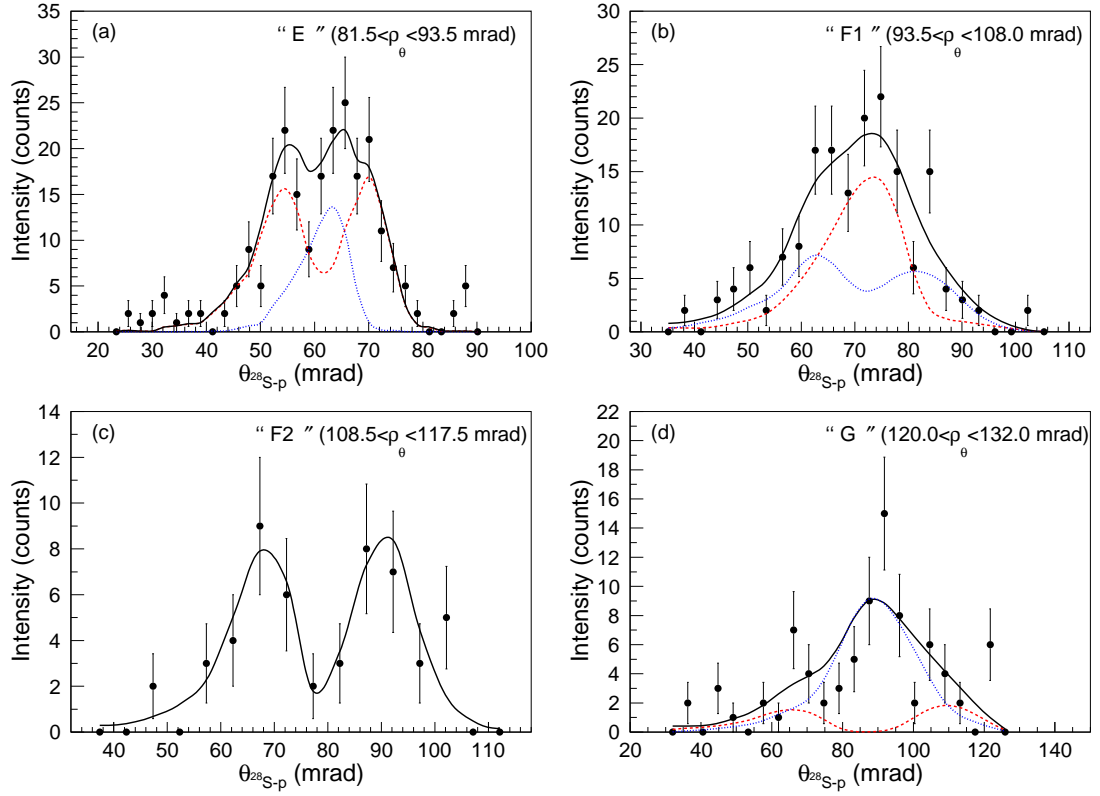 (a) “ E ” (81.5<ρθ <93.5 mrad)
Intensity (counts)
35
30
25
20
15
10
5
0
20 30 40 50 60 70 80 90 100
θ28S-p (mrad)
(b) “ F1 ” (93.5<ρθ <108.0 mrad)
Intensity (counts)
30
25
20
15
10
5
0
40 50 60 70 80 90 100 110
θ28S-p (mrad)
(c) “ F2 ” (108.5<ρθ <117.5 mrad)
Intensity (counts)
14
12
10
8
6
4
2
0
40 50 60 70 80 90 100 110
θ28S-p (mrad)
(d) “ G ” (120.0<ρθ <132.0 mrad)
Intensity (counts)
22
20
18
16
14
12
10
8
6
4
2
0
20 40 60 80 100 120 140
θ28S-p (mrad)